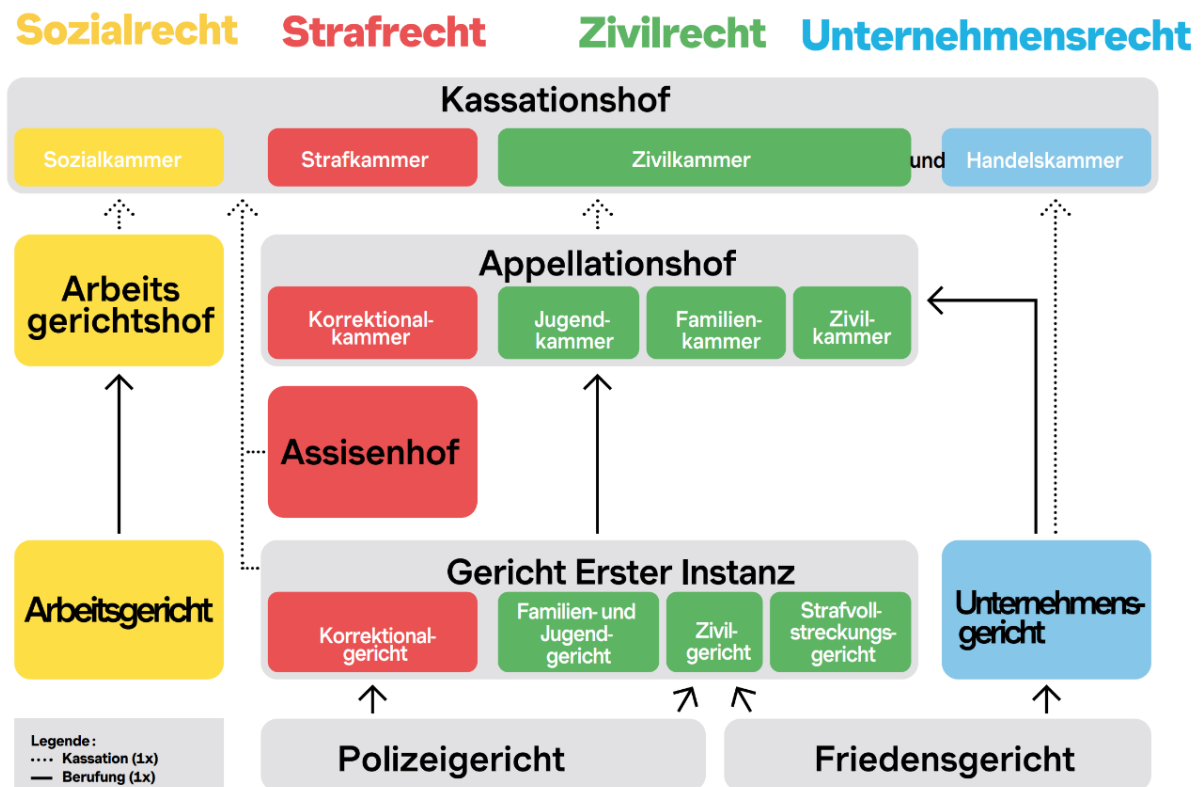 Sozialrecht
Strafrecht
Zivilrecht
Unternehmensrecht
Kassationshof
Sozialkammer
Strafkammer
Zivilkammer
und
Handelskammer
Arbeits
gerichtshof
Appellationshof
Korrektional-
kammer
Jugend-
kammer
Familien-
kammer
Zivil-
kammer
Assisenhof
Arbeitsgericht
Gericht Erster Instanz
Korrektional-
gericht
Familien- und
Jugend-
gericht
Zivil-
gericht
Strafvoll-
streckungs-
gericht
Unternehmens-
gericht
Legende:
Kassation (1x)
Berufung (1x)
Polizeigericht
Friedensgericht